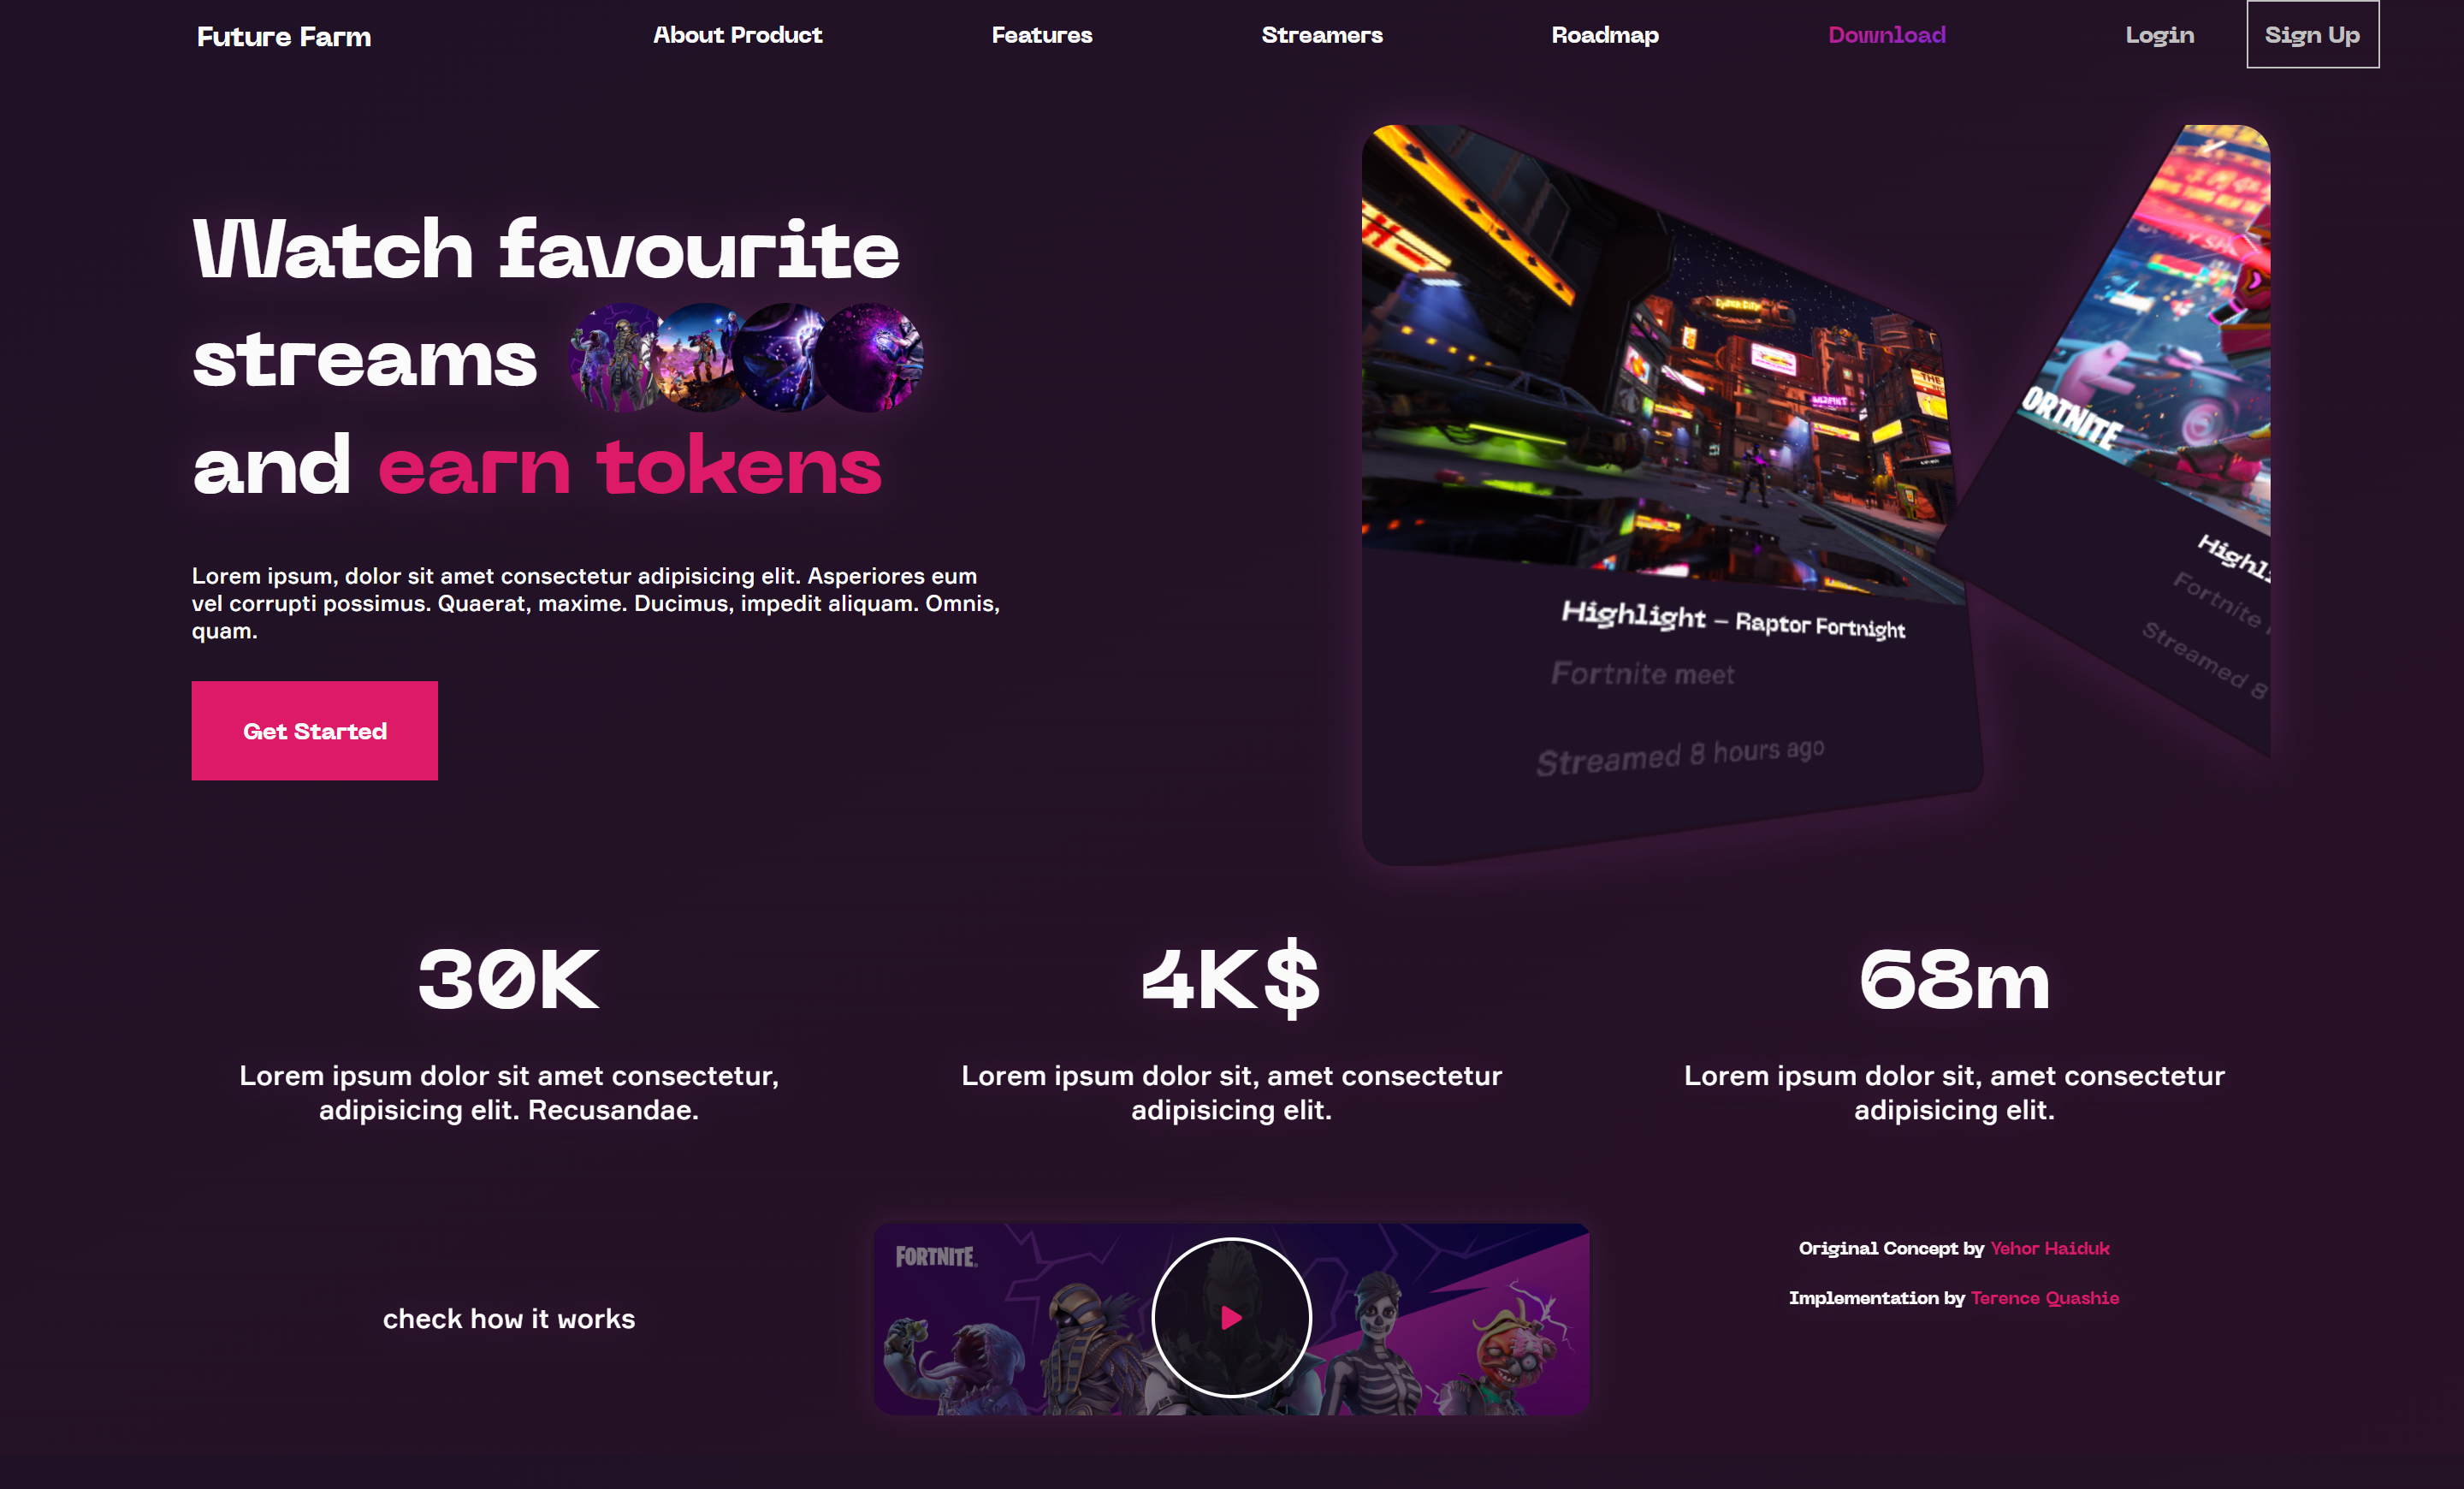 Future Farm
About Product
Features
Streamers
Roadmap
Download
Login
Sign Up
Watch favourite
streams
and earn tokens
Lorem ipsum, dolor sit amet consectetur adipisicing elit. Asperiores eum
vel corrupti possimus. Quaerat, maxime. Ducimus, impedit aliquam. Omnis,
quam.
Get Started
CYBER CITY
THE
ORTNITE
Highlight – Raptor Fortnight
Fortnite meet
Streamed 8 hours ago
Highl
Fortnite
Streamed 8
30K
Lorem ipsum dolor sit amet consectetur,
adipisicing elit. Recusandae.
4K$
Lorem ipsum dolor sit, amet consectetur
adipisicing elit.
68m
Lorem ipsum dolor sit, amet consectetur
adipisicing elit.
check how it works
FORTNITE
Original Concept by Yehor Haiduk
Implementation by Terence Quashie